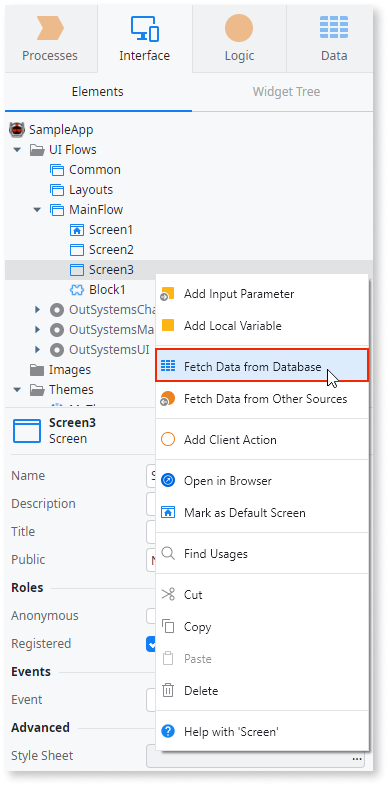 Processes
Interface
Logic
Data
Elements
Widget Tree
SampleApp
UI Flows
Common
Layouts
MainFlow
Screen1
Screen2
Screen3
Block1
OutSystemsCha
OutSystemsMa
OutSystemsUI
Images
Themes
Add Input Parameter
Add Local Variable
Fetch Data from Database
Fetch Data from Other Sources
Add Client Action
Open in Browser
Mark as Default Screen
Find Usages
Cut
Copy
Paste
Delete
Help with 'Screen'
Screen3
Screen
Name
Description
Title
Public
Roles
Anonymous
Registered
Events
Event
Advanced
Style Sheet
...